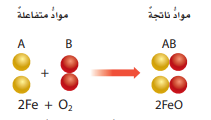 موادُّ متفاعلةٌ
موادُّ ناتجةٌ
A B AB
+
2Fe + O₂ 2FeO